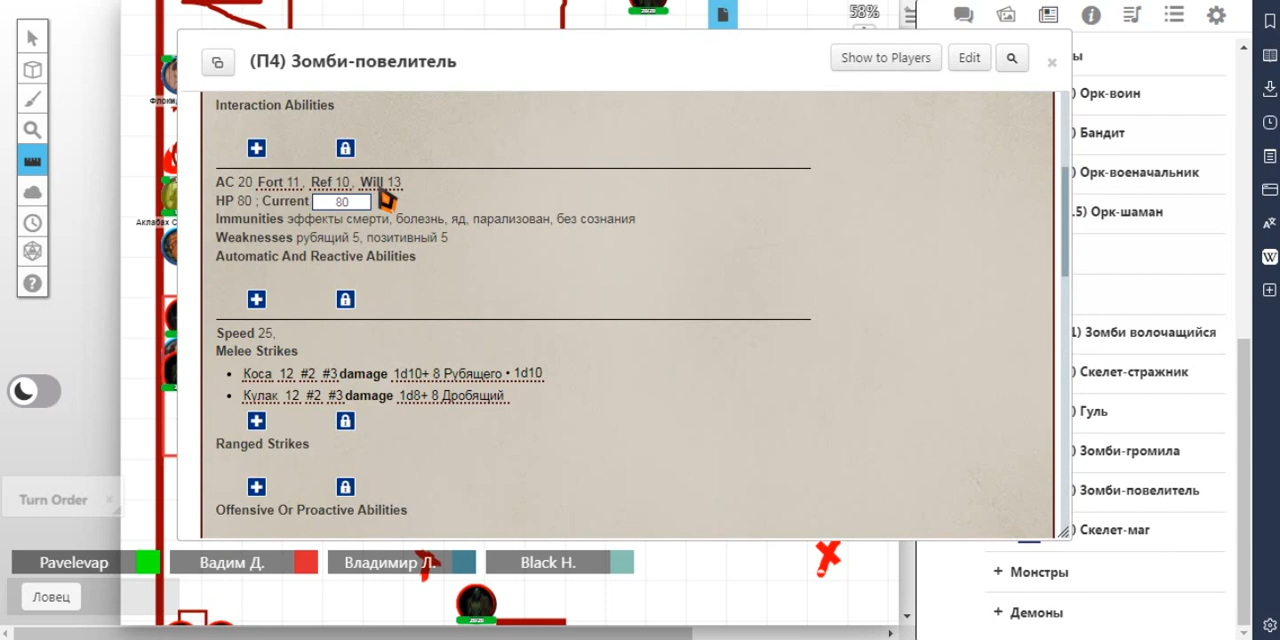 58%
(П4) Зомби-повелитель
Show to Players
Edit
Interaction Abilities
AC 20 Fort 11, Ref 10, Will 13
HP 80 ; Current 80
Immunities эффекты смерти, болезнь, яд, парализован, без сознания
Weaknesses рубящий 5, позитивный 5
Automatic And Reactive Abilities
Speed 25,
Melee Strikes
• Коса 12 #2 #3 damage 1d10+ 8 Рубящего • 1d10
• Кулак 12 #2 #3 damage 1d8+ 8 Дробящий
Ranged Strikes
Offensive Or Proactive Abilities
Turn Order
Pavelevap
Вадим Д.
Владимир Л.
Black H.
Ловец
ы
) Орк-воин
) Бандит
) Орк-военачальник
.5) Орк-шаман
1) Зомби волочащийся
) Скелет-стражник
) Гуль
) Зомби-громила
) Зомби-повелитель
) Скелет-маг
+ Монстры
+ Демоны